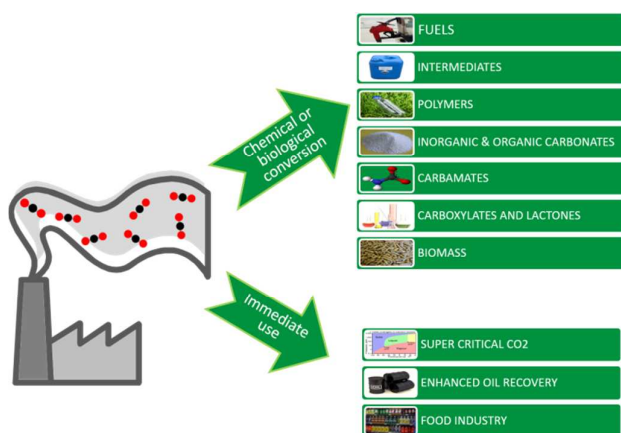 Chemical or
biological
conversion
FUELS
INTERMEDIATES
POLYMERS
INORGANIC & ORGANIC CARBONATES
CARBAMATES
CARBOXYLATES AND LACTONES
BIOMASS
Immediate
use
SUPER CRITICAL CO2
ENHANCED OIL RECOVERY
FOOD INDUSTRY